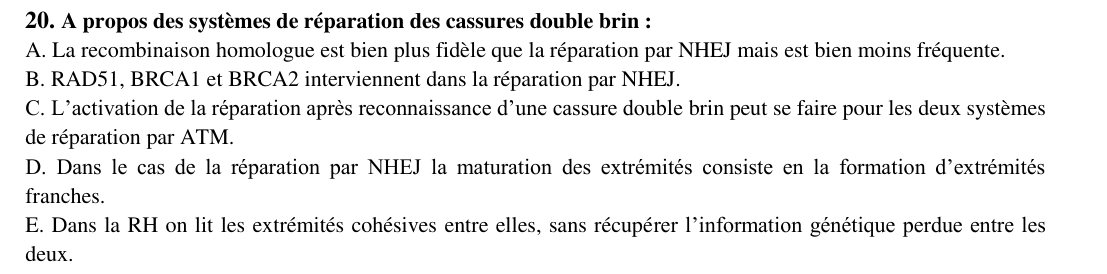 20. A propos des systèmes de réparation des cassures double brin :
A. La recombinaison homologue est bien plus fidèle que la réparation par NHEJ mais est bien moins fréquente.
B. RAD51, BRCA1 et BRCA2 interviennent dans la réparation par NHEJ.
C. L’activation de la réparation après reconnaissance d’une cassure double brin peut se faire pour les deux systèmes
de réparation par ATM.
D. Dans le cas de la réparation par NHEJ la maturation des extrémités consiste en la formation d’extrémités
franches.
E. Dans la RH on lit les extrémités cohésives entre elles, sans récupérer l’information génétique perdue entre les
deux.